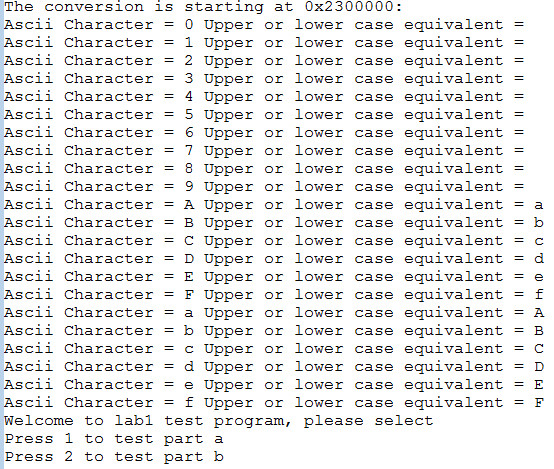 The conversion is starting at 0x2300000:
Ascii Character = 0 Upper or lower case equivalent =
Ascii Character = 1 Upper or lower case equivalent =
Ascii Character = 2 Upper or lower case equivalent =
Ascii Character = 3 Upper or lower case equivalent =
Ascii Character = 4 Upper or lower case equivalent =
Ascii Character = 5 Upper or lower case equivalent =
Ascii Character = 6 Upper or lower case equivalent =
Ascii Character = 7 Upper or lower case equivalent =
Ascii Character = 8 Upper or lower case equivalent =
Ascii Character = 9 Upper or lower case equivalent =
Ascii Character = A Upper or lower case equivalent = a
Ascii Character = B Upper or lower case equivalent = b
Ascii Character = C Upper or lower case equivalent = c
Ascii Character = D Upper or lower case equivalent = d
Ascii Character = E Upper or lower case equivalent = e
Ascii Character = F Upper or lower case equivalent = f
Ascii Character = a Upper or lower case equivalent = A
Ascii Character = b Upper or lower case equivalent = B
Ascii Character = c Upper or lower case equivalent = C
Ascii Character = d Upper or lower case equivalent = D
Ascii Character = e Upper or lower case equivalent = E
Ascii Character = f Upper or lower case equivalent = F
Welcome to lab1 test program, please select
Press 1 to test part a
Press 2 to test part b